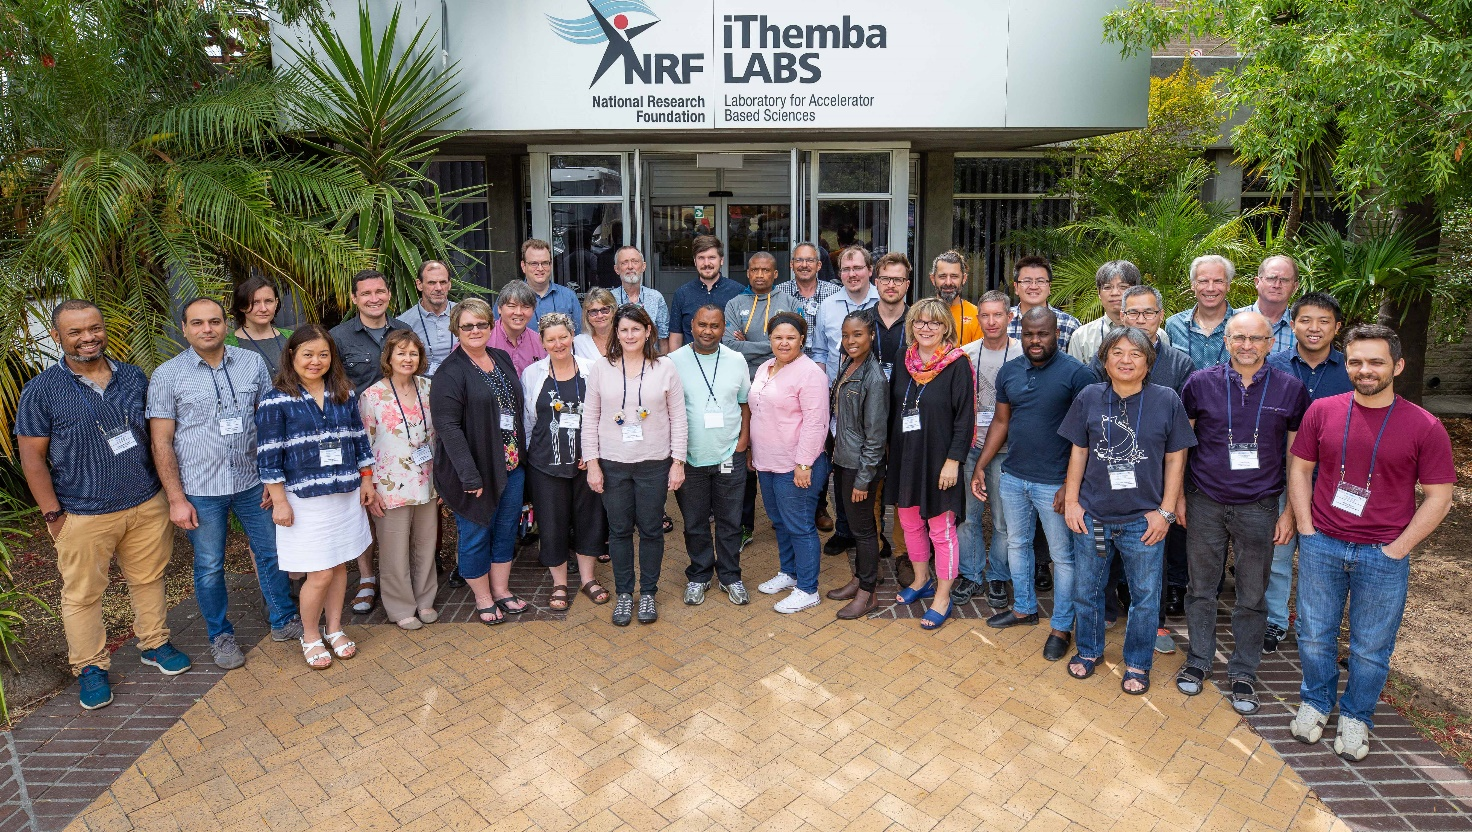 NRF
National Research
Foundation
iThemba
LABS
Laboratory for Accelerator
Based Sciences